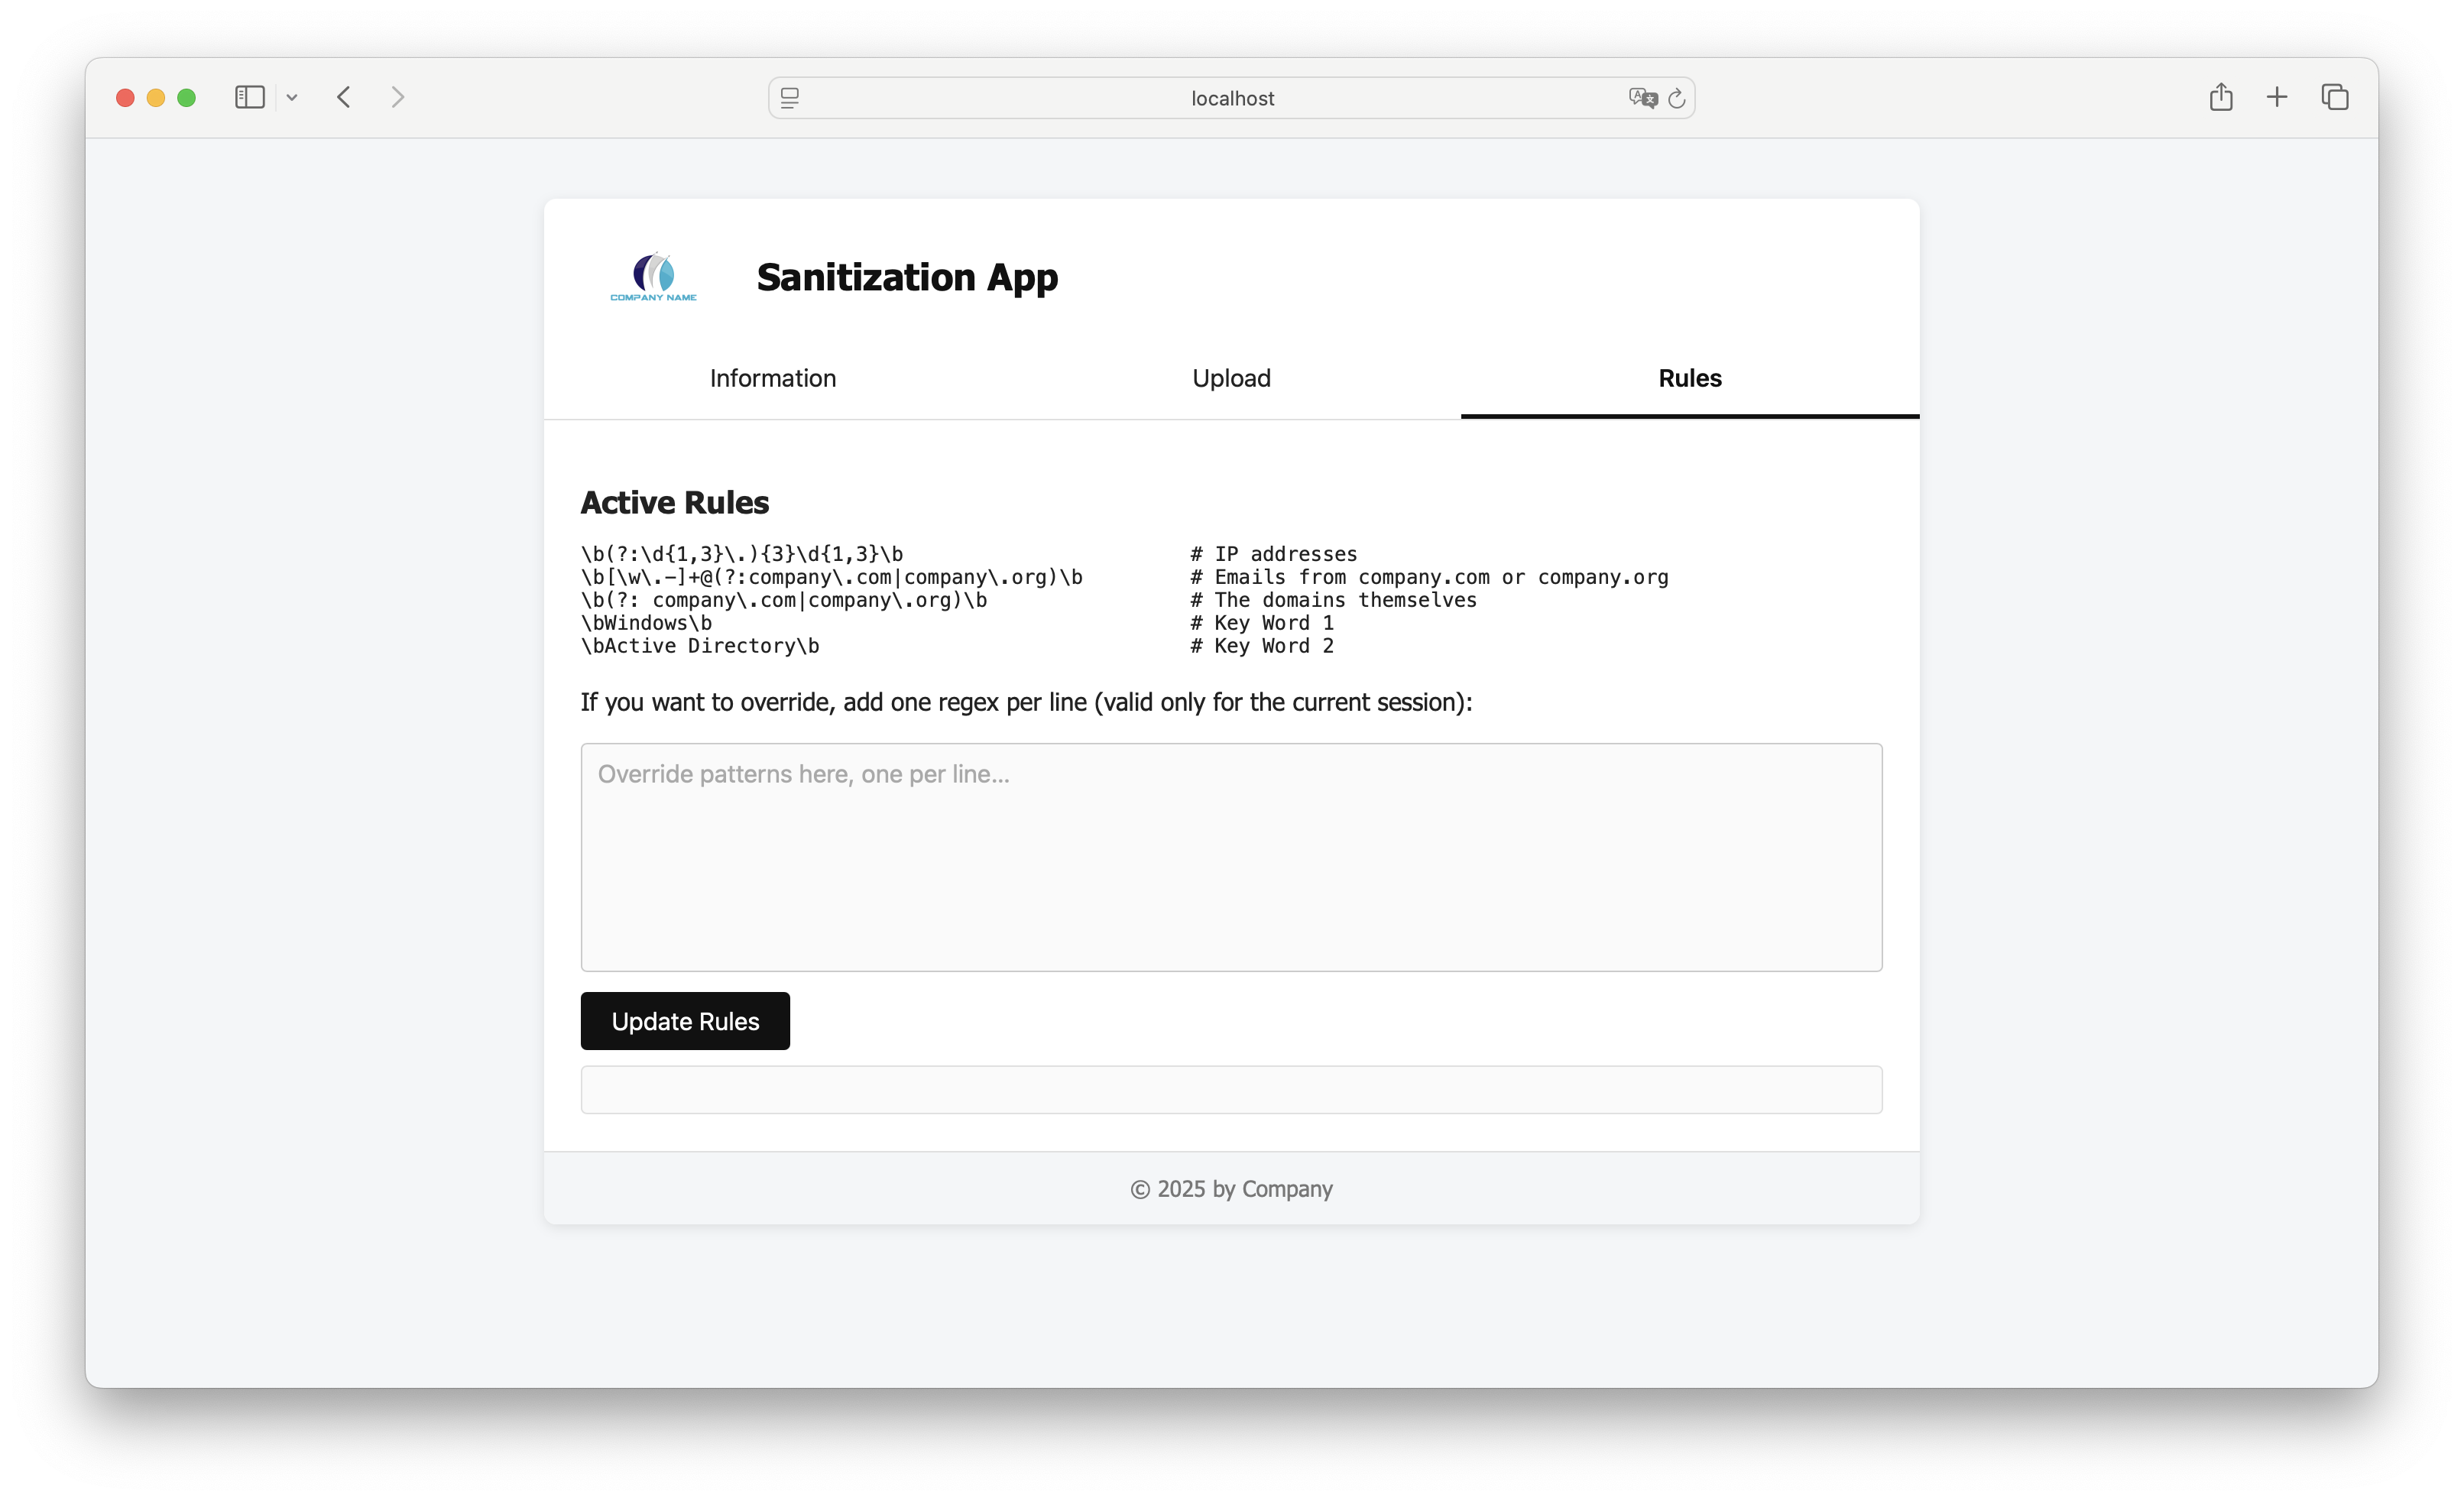 localhost
COMPANY NAME
Sanitization App
Information
Upload
Rules
Active Rules
\b(?:\d{1,3}\.){3}\d{1,3}\b # IP addresses
\b[\w\.-]+@(?:company\.com|company\.org)\b # Emails from company.com or company.org
\b(?: company\.com|company\.org)\b # The domains themselves
\bWindows\b # Key Word 1
\bActive Directory\b # Key Word 2
If you want to override, add one regex per line (valid only for the current session):
Override patterns here, one per line...
Update Rules
© 2025 by Company